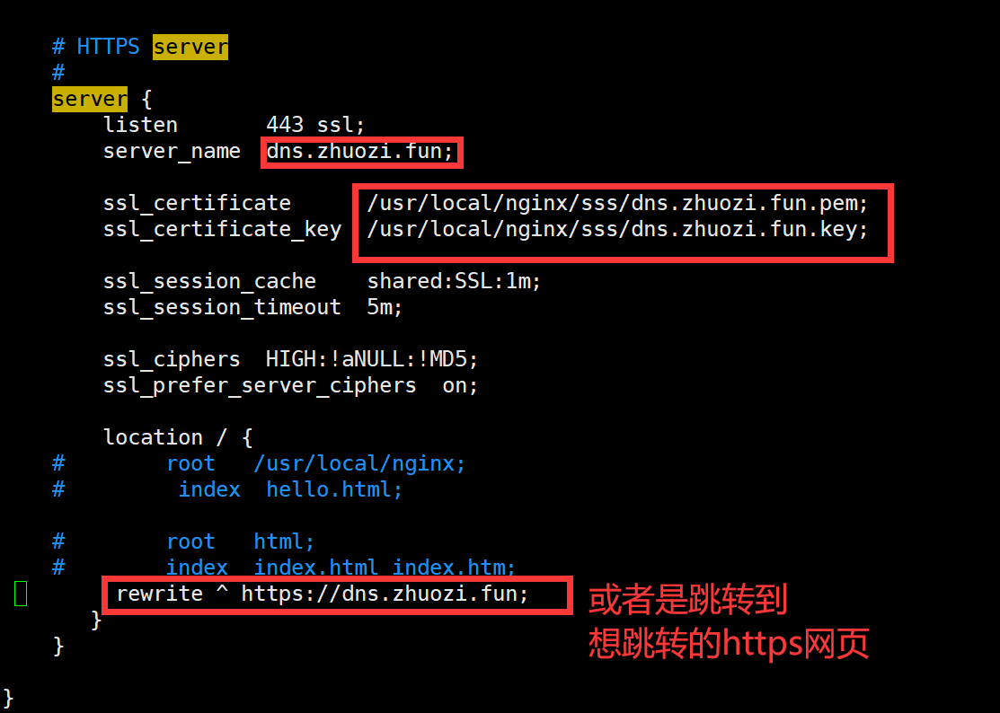 # HTTPS server
#
server {
listen 443 ssl;
server_name dns.zhuozi.fun;
ssl_certificate /usr/local/nginx/sss/dns.zhuozi.fun.pem;
ssl_certificate_key /usr/local/nginx/sss/dns.zhuozi.fun.key;
ssl_session_cache shared:SSL:1m;
ssl_session_timeout 5m;
ssl_ciphers HIGH:!aNULL:!MD5;
ssl_prefer_server_ciphers on;
location / {
# root /usr/local/nginx;
# index hello.html;
# root html;
# index index.html index.htm;
rewrite ^ https://dns.zhuozi.fun;
或者是跳转到
想跳转的https网页
}
}
}